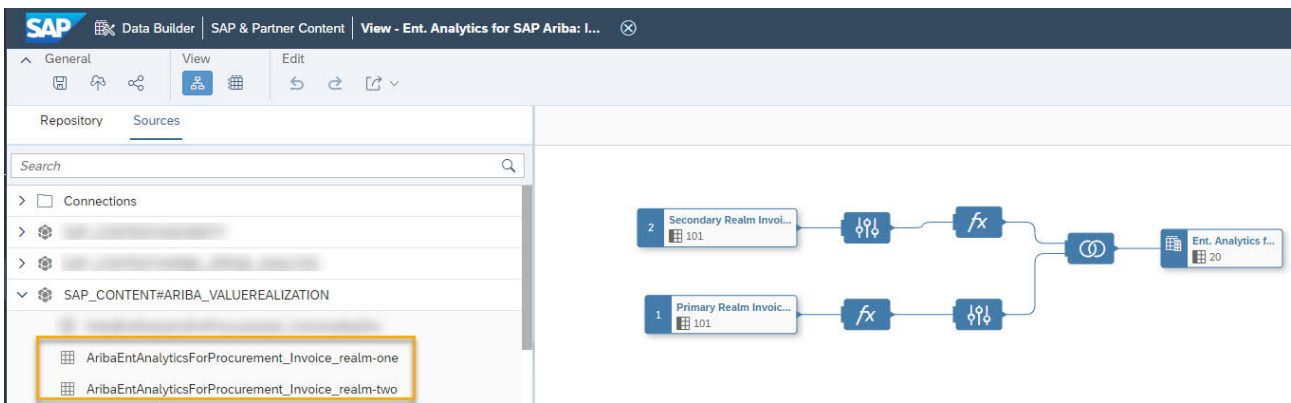 SAP Data Builder SAP & Partner Content View - Ent. Analytics for SAP Ariba: I...
General View Edit
Repository Sources
Search
Connections
SAP_CONTENT#ARIBA_VALUEREALIZATION
AribaEntAnalyticsForProcurement_Invoice_realm-one
AribaEntAnalyticsForProcurement_Invoice_realm-two
2 Secondary Realm Invoi...
101
fx
Ent. Analytics f...
20
1 Primary Realm Invoic...
101
fx